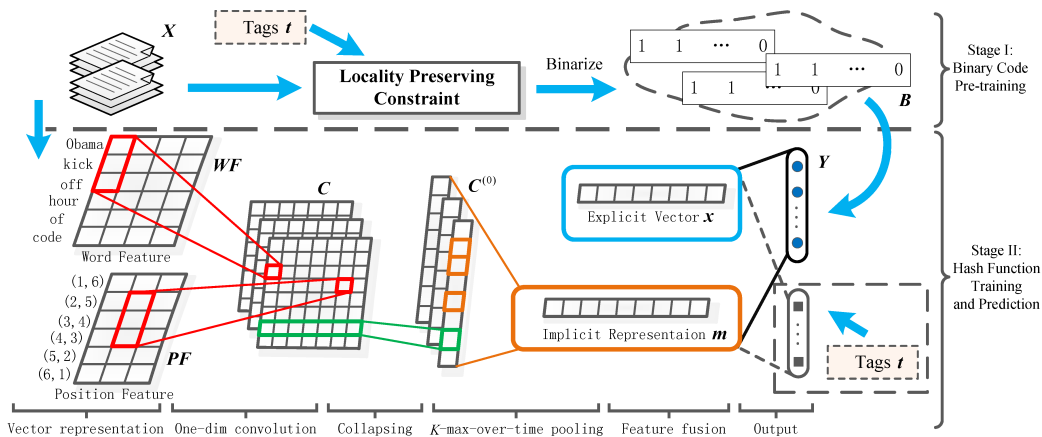 X
Tags t
Locality Preserving
Constraint
Binarize
1 1 ··· 0
1 1 ··· 0
1 1 ··· 0
B
Stage I:
Binary Code
Pre-training
Obama
kick
off
hour
of
code
WF
Word Feature
(1, 6)
(2, 5)
(3, 4)
(4, 3)
(5, 2)
(6, 1)
PF
Position Feature
C
C(0)
Explicit Vector x
Implicit Representaion m
Y
Tags t
Stage II:
Hash Function
Training
and Prediction
Vector representation
One-dim convolution
Collapsing
K-max-over-time pooling
Feature fusion
Output